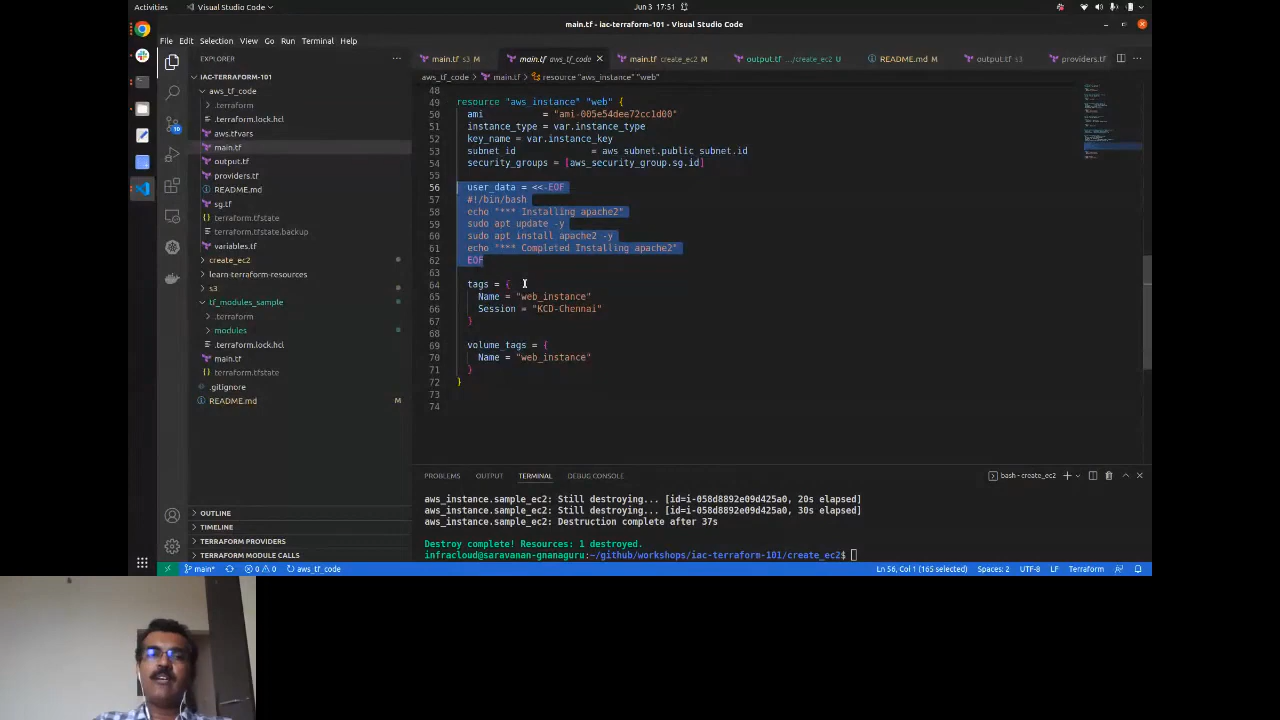 Activities
Visual Studio Code
Jun 3 17:51
main.tf - iac-terraform-101 - Visual Studio Code
File Edit Selection View Go Run Terminal Help
EXPLORER
IAC-TERRAFORM-101
aws_tf_code
.terraform
.terraform.lock.hcl
aws.tfvars
main.tf
output.tf
providers.tf
README.md
sg.tf
terraform.tfstate
terraform.tfstate.backup
variables.tf
create_ec2
learn-terraform-resources
s3
tf_modules_sample
.terraform
modules
.terraform.lock.hcl
main.tf
terraform.tfstate
.gitignore
README.md M
OUTLINE
TIMELINE
TERRAFORM PROVIDERS
TERRAFORM MODULE CALLS
10
main.tf s3 M
main.tf aws_tf_code
main.tf create_ec2 M
output.tf .../create_ec2 U
README.md M
output.tf s3
providers.tf
aws_tf_code > main.tf > resource "aws_instance" "web"
48
49 resource "aws_instance" "web" {
50 ami = "ami-005e54dee72cc1d00"
51 instance_type = var.instance_type
52 key_name = var.instance_key
53 subnet_id = aws_subnet.public_subnet.id
54 security_groups = [aws_security_group.sg.id]
55
56 user_data = <<-EOF
57 #!/bin/bash
58 echo "*** Installing apache2"
59 sudo apt update -y
60 sudo apt install apache2 -y
61 echo "*** Completed Installing apache2"
62 EOF
63
64 tags = {
65 Name = "web_instance"
66 Session = "KCD-Chennai"
67 }
68
69 volume_tags = {
70 Name = "web_instance"
71 }
72 }
73
74
PROBLEMS OUTPUT TERMINAL DEBUG CONSOLE
bash - create_ec2
aws_instance.sample_ec2: Still destroying... [id=i-058d8892e09d425a0, 20s elapsed]
aws_instance.sample_ec2: Still destroying... [id=i-058d8892e09d425a0, 30s elapsed]
aws_instance.sample_ec2: Destruction complete after 37s
Destroy complete! Resources: 1 destroyed.
infracloud@saravanan-gnanaguru:~/github/workshops/iac-terraform-101/create_ec2$
main* 0 0 aws_tf_code
Ln 56, Col 1 (165 selected) Spaces: 2 UTF-8 LF Terraform